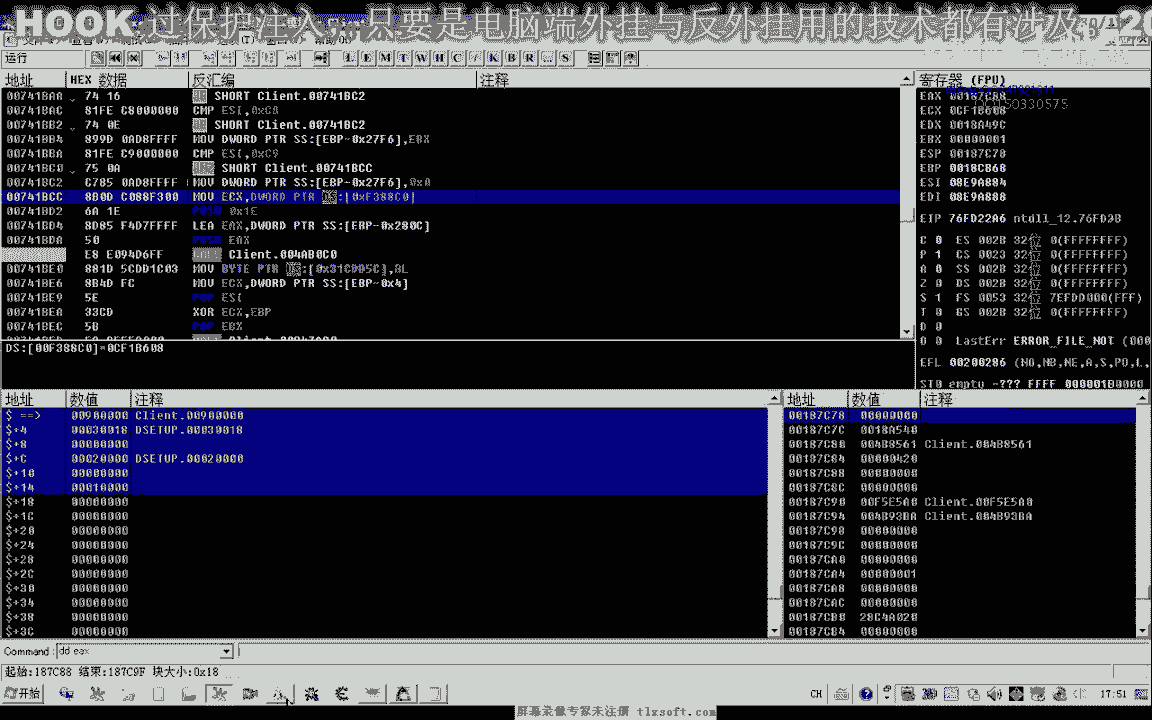 HOOK 过保护注入，只要是电脑端外挂与反外挂用的技术都有涉及
运行
L E M T W H C / K B R ... S
地址 HEX 数据 反汇编 注释
00741BAA 74 16 SHORT Client.00741BC2
00741BAC 81FE C8000000 CMP ESI,0xC8
00741BB2 74 0E SHORT Client.00741BC2
00741BB4 899D 0AD8FFFF MOV DWORD PTR SS:[EBP-0x27F6],EBX
00741BBA 81FE C9000000 CMP ESI,0xC9
00741BC0 75 0A SHORT Client.00741BCC
00741BC2 C785 0AD8FFFF MOV DWORD PTR SS:[EBP-0x27F6],0xA
00741BCC 8B0D C088F300 MOV ECX,DWORD PTR DS:[0xF388C0]
00741BD2 6A 1E PUSH 0x1E
00741BD4 8D85 F4D7FFFF LEA EAX,DWORD PTR SS:[EBP-0x280C]
00741BDA 50 PUSH EAX
E8 E094D6FF Client.004AB0C0
00741BE0 881D 5CDD1C03 MOV BYTE PTR DS:[0x31CDD5C],BL
00741BE6 8B4D FC MOV ECX,DWORD PTR SS:[EBP-0x4]
00741BE9 5E POP ESI
00741BEA 33CD XOR ECX,EBP
00741BEC 5B POP EBX
DS:[00F388C0]=0CF1B608
寄存器 (FPU)
EAX 00187C88
ECX 0CF1B608
EDX 0018A49C
EBX 00000001
ESP 00187C78
EBP 0018C868
ESI 08E9A884
EDI 08E9A888
EIP 76FD22A6 ntdll_12.76FD3B
C 0 ES 002B 32位 0(FFFFFFFF)
P 1 CS 0023 32位 0(FFFFFFFF)
A 0 SS 002B 32位 0(FFFFFFFF)
Z 0 DS 002B 32位 0(FFFFFFFF)
S 1 FS 0053 32位 7EFDD000(FFF)
T 0 GS 002B 32位 0(FFFFFFFF)
D 0
O 0 LastErr ERROR_FILE_NOT (000
EFL 00200286 (NO,NB,NE,A,S,PO,L,
ST0 empty -??? FFFF
地址 数值 注释
$ ==> 00900000 Client.00900000
$+4 00030018 DSETUP.00030018
$+8 00000000
$+C 00020000 DSETUP.00020000
$+10 00000000
$+14 00010000
$+18 00000000
$+1C 00000000
$+20 00000000
$+24 00000000
$+28 00000000
$+2C 00000000
$+30 00000000
$+34 00000000
$+38 00000000
$+3C 00000000
地址 数值 注释
00187C78 00000000
00187C7C 0018A540
00187C80 004B8561 Client.004B8561
00187C84 00000420
00187C88 00000000
00187C8C 00000000
00187C90 00F5E5A0 Client.00F5E5A0
00187C94 004B93BA Client.004B93BA
00187C98 00000000
00187C9C 00000000
00187CA0 00000000
00187CA4 00000001
00187CA8 00000000
00187CAC 00000000
00187CB0 28C4A020
00187CB4 00000000
Command: dd eax
起始:187C88 结束:187C9F 块大小:0x18
开始
CH
17:51
屏幕录像专家未注册 tlxsoft.com